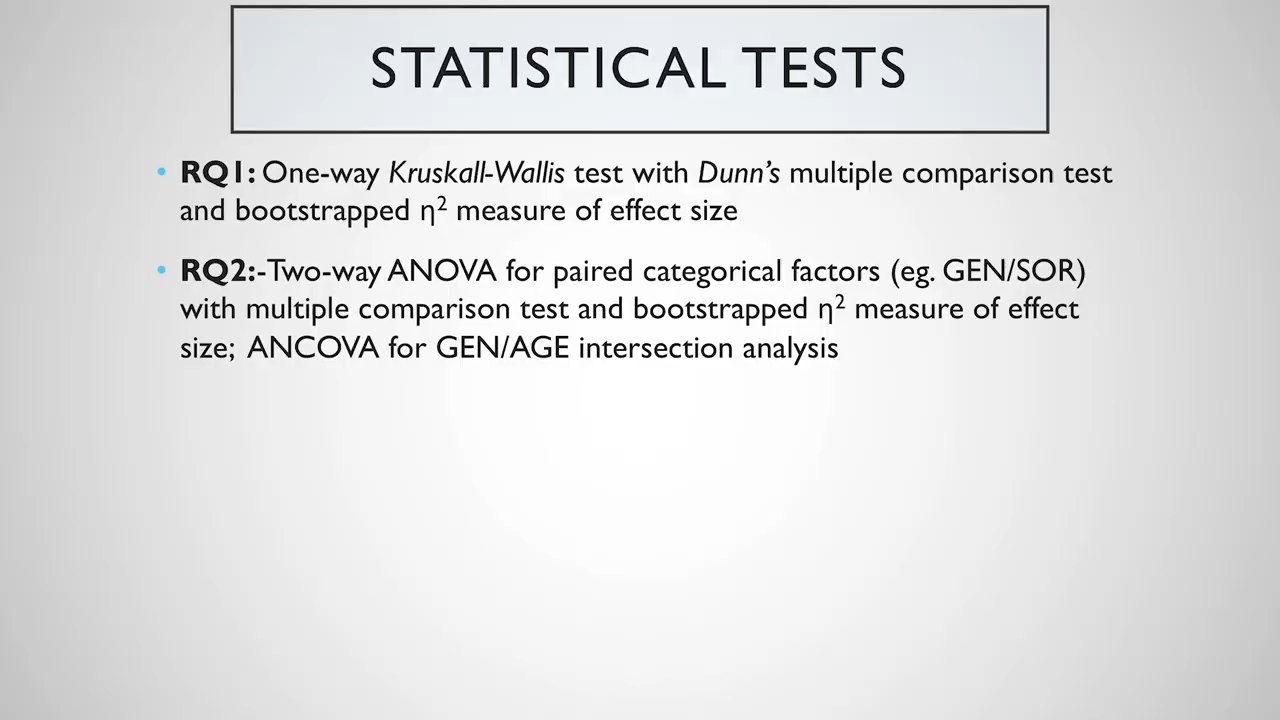 STATISTICAL TESTS
• RQ1: One-way Kruskall-Wallis test with Dunn's multiple comparison test
and bootstrapped η² measure of effect size
• RQ2:-Two-way ANOVA for paired categorical factors (eg. GEN/SOR)
with multiple comparison test and bootstrapped η² measure of effect
size; ANCOVA for GEN/AGE intersection analysis